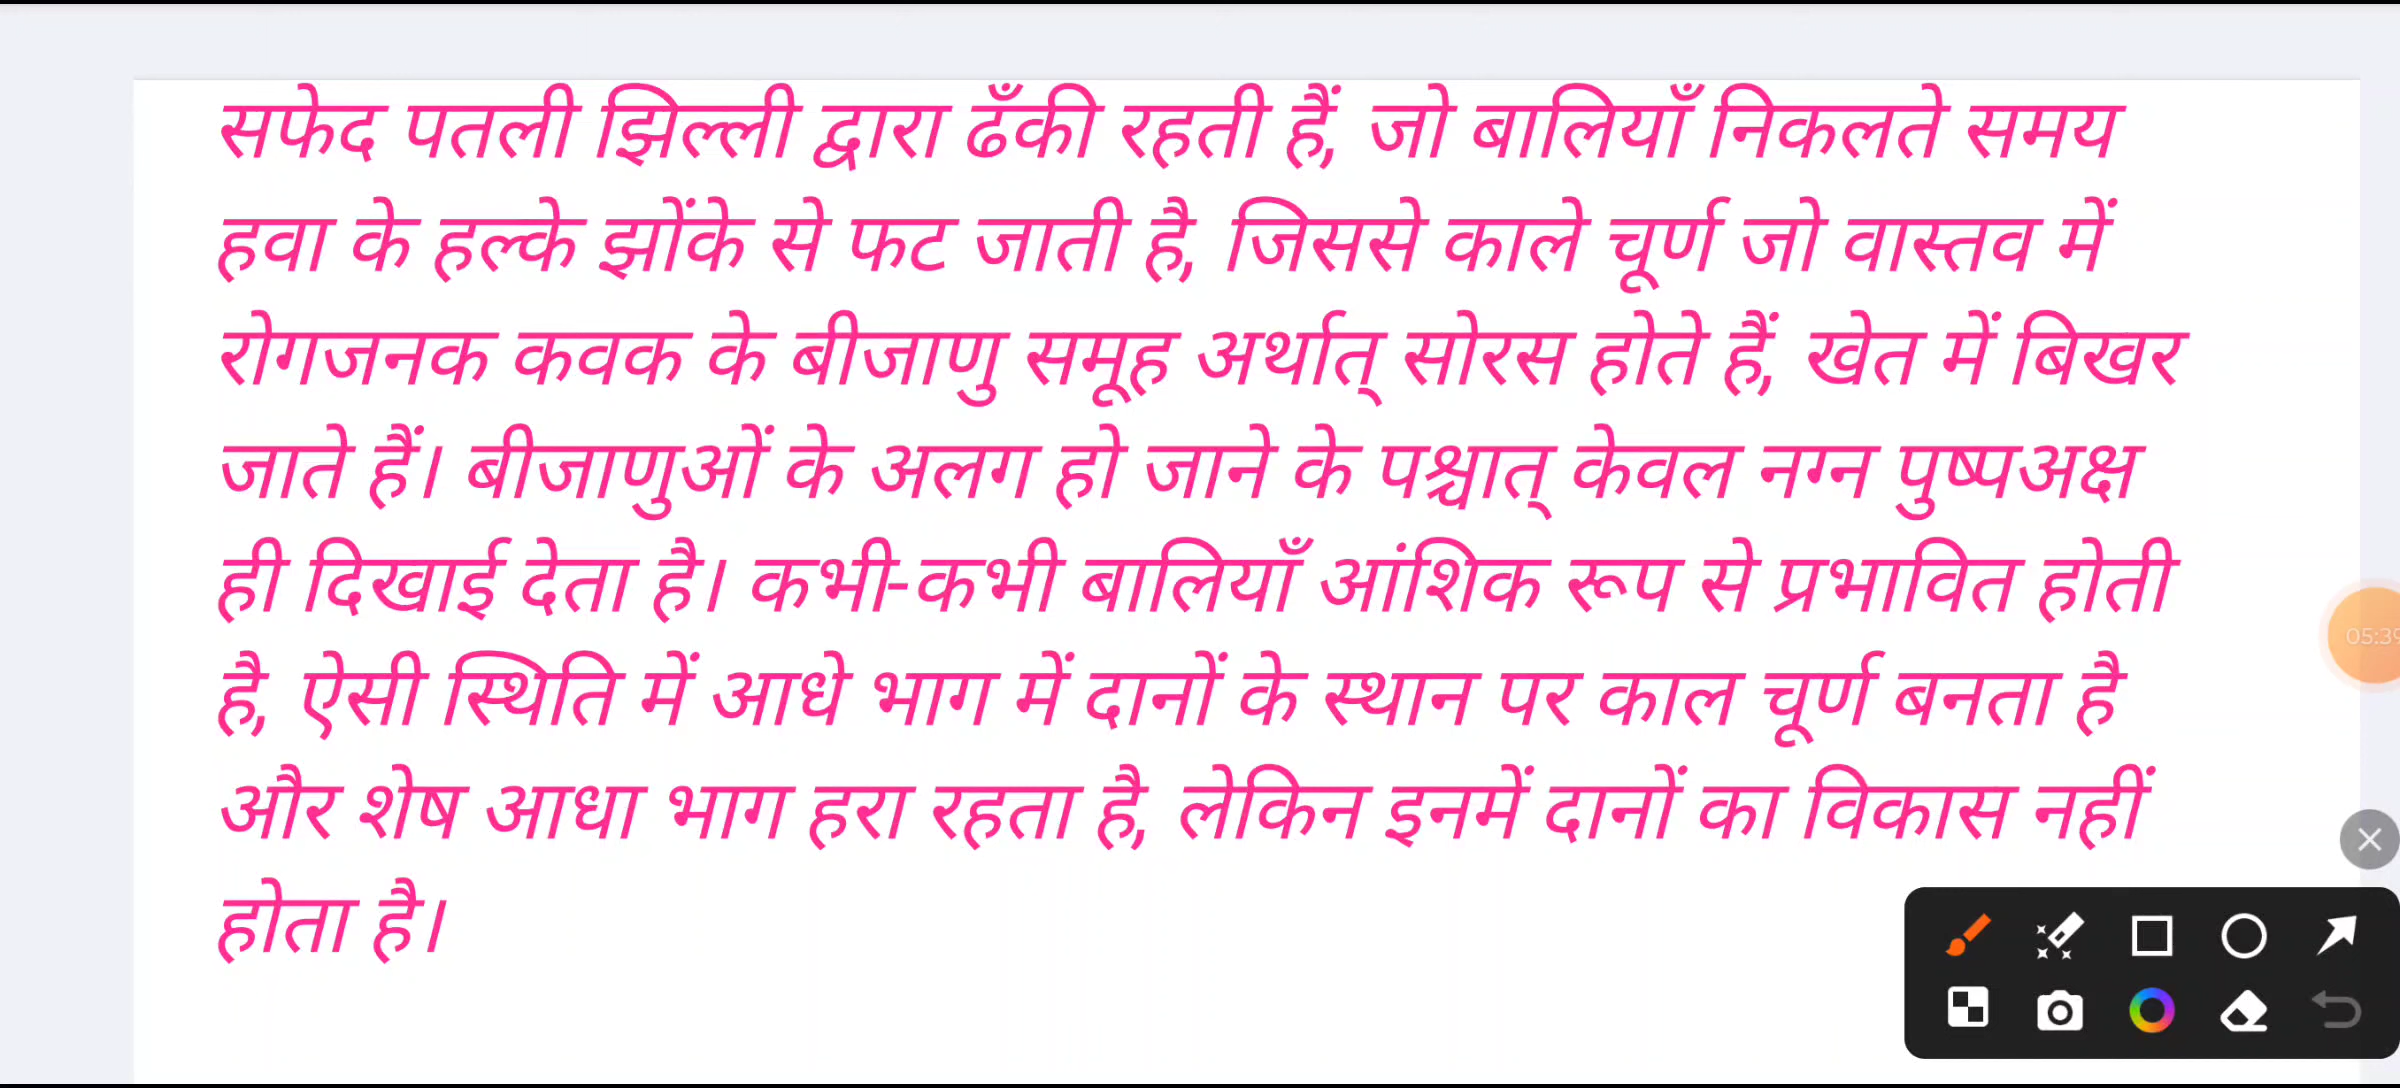 सफेद पतली झिल्ली द्वारा ढँकी रहती हैं, जो बालियाँ निकलते समय
हवा के हल्के झोंके से फट जाती है, जिससे काले चूर्ण जो वास्तव में
रोगजनक कवक के बीजाणु समूह अर्थात् सोरस होते हैं, खेत में बिखर
जाते हैं। बीजाणुओं के अलग हो जाने के पश्चात् केवल नग्न पुष्पअक्ष
ही दिखाई देता है। कभी-कभी बालियाँ आंशिक रूप से प्रभावित होती
है, ऐसी स्थिति में आधे भाग में दानों के स्थान पर काल चूर्ण बनता है
और शेष आधा भाग हरा रहता है, लेकिन इनमें दानों का विकास नहीं
होता है।